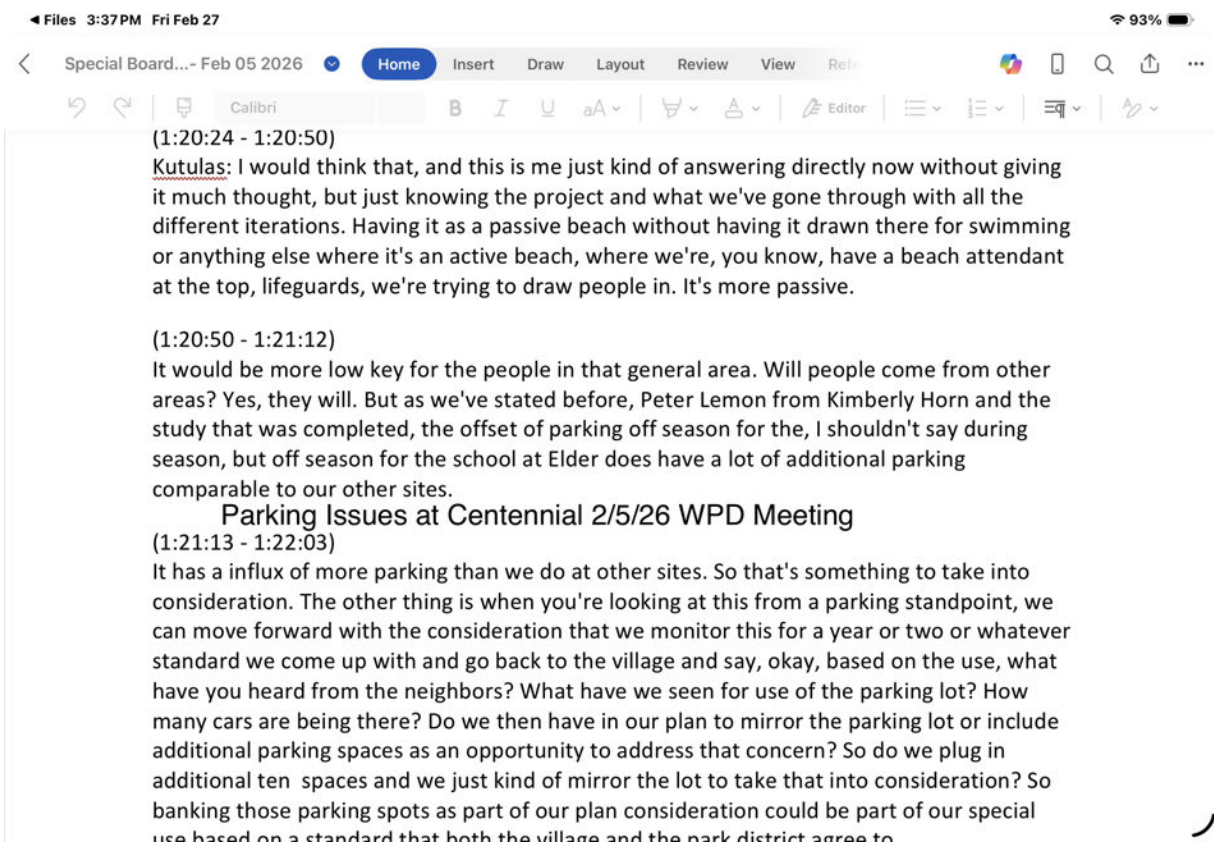 ◀ Files 3:37 PM Fri Feb 27 93%
Special Board...- Feb 05 2026 Home Insert Draw Layout Review View Refe
Calibri B I U aA Editor
(1:20:24 - 1:20:50)
Kutulas: I would think that, and this is me just kind of answering directly now without giving
it much thought, but just knowing the project and what we've gone through with all the
different iterations. Having it as a passive beach without having it drawn there for swimming
or anything else where it's an active beach, where we're, you know, have a beach attendant
at the top, lifeguards, we're trying to draw people in. It's more passive.
(1:20:50 - 1:21:12)
It would be more low key for the people in that general area. Will people come from other
areas? Yes, they will. But as we've stated before, Peter Lemon from Kimberly Horn and the
study that was completed, the offset of parking off season for the, I shouldn't say during
season, but off season for the school at Elder does have a lot of additional parking
comparable to our other sites.
Parking Issues at Centennial 2/5/26 WPD Meeting
(1:21:13 - 1:22:03)
It has a influx of more parking than we do at other sites. So that's something to take into
consideration. The other thing is when you're looking at this from a parking standpoint, we
can move forward with the consideration that we monitor this for a year or two or whatever
standard we come up with and go back to the village and say, okay, based on the use, what
have you heard from the neighbors? What have we seen for use of the parking lot? How
many cars are being there? Do we then have in our plan to mirror the parking lot or include
additional parking spaces as an opportunity to address that concern? So do we plug in
additional ten  spaces and we just kind of mirror the lot to take that into consideration? So
banking those parking spots as part of our plan consideration could be part of our special
use based on a standard that both the village and the park district agree to